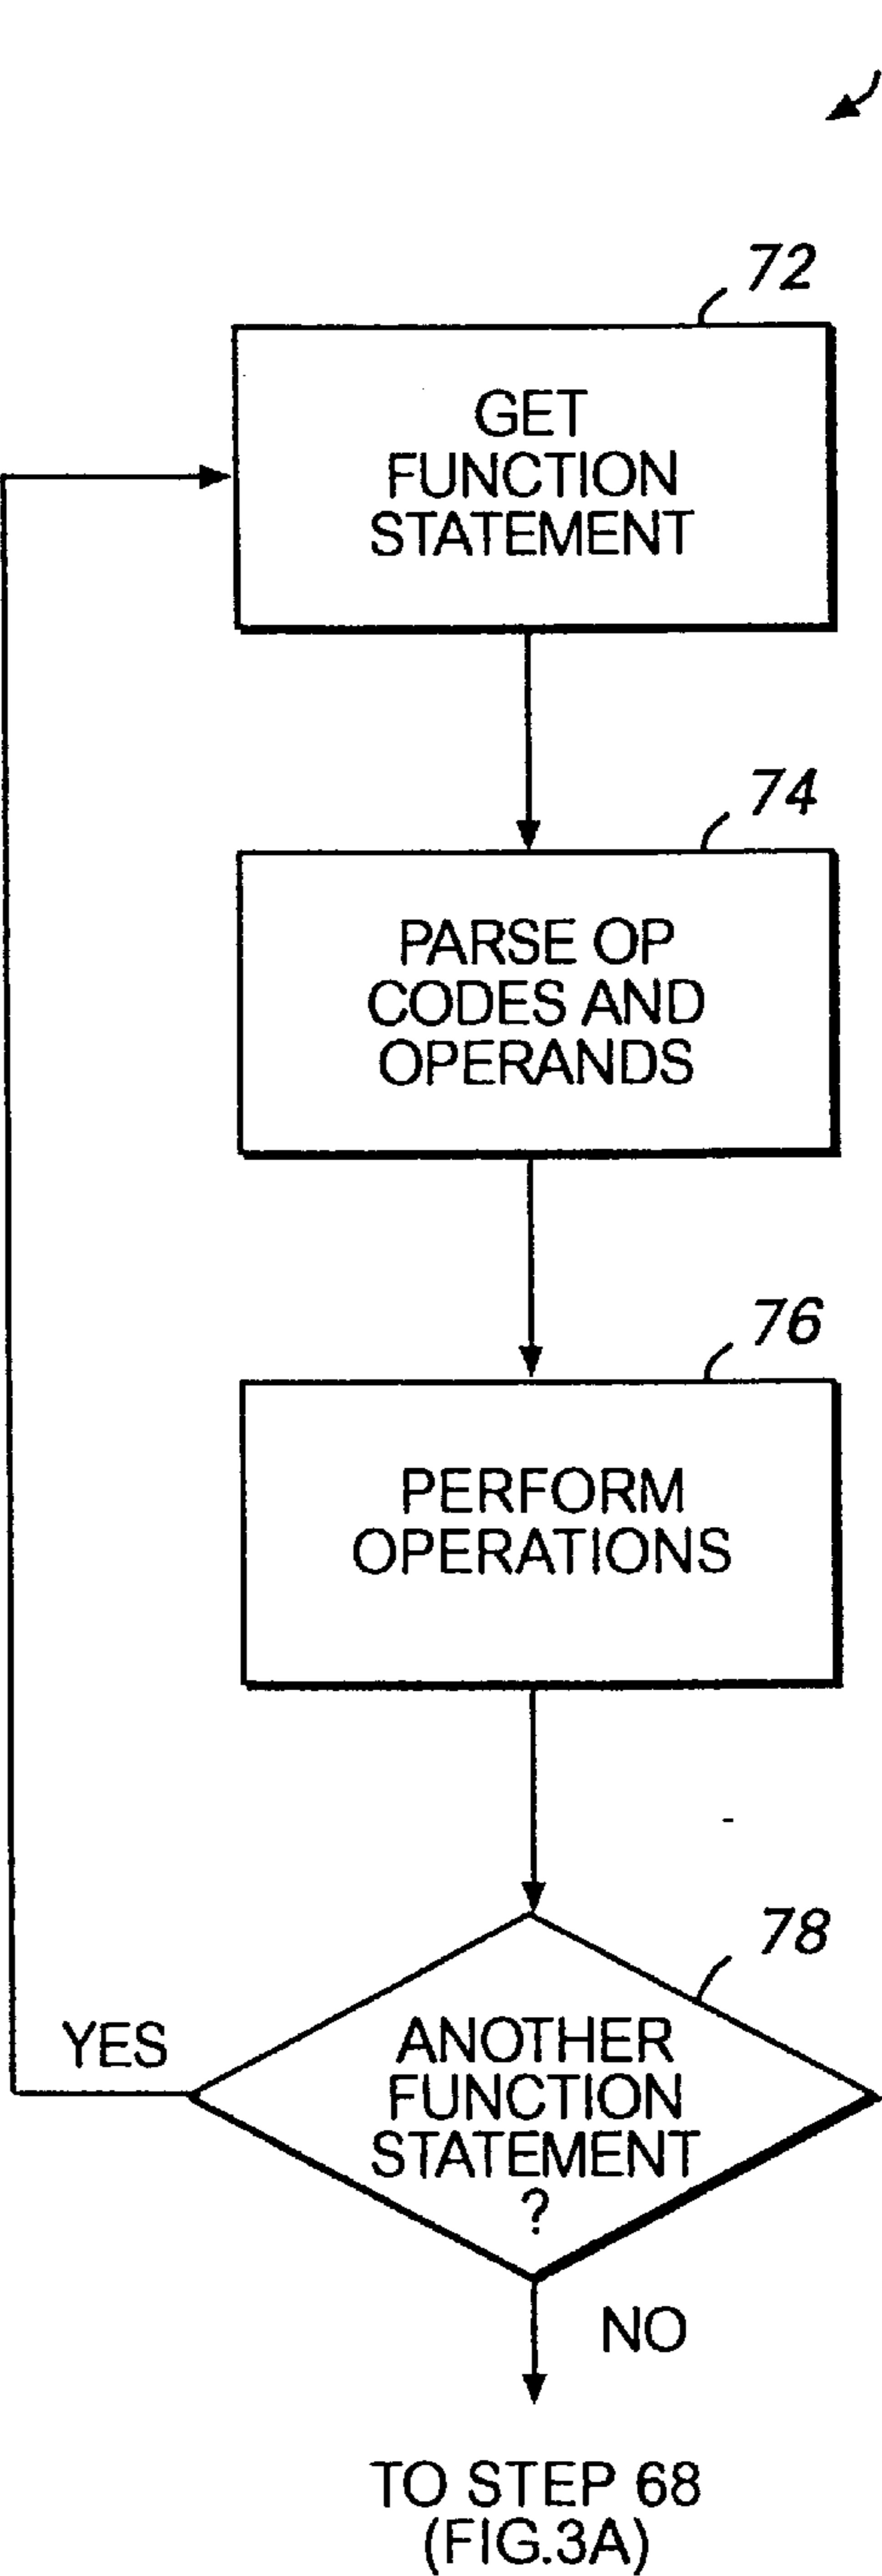 72
GET
FUNCTION
STATEMENT
74
PARSE OP
CODES AND
OPERANDS
76
PERFORM
OPERATIONS
78
YES
ANOTHER
FUNCTION
STATEMENT
?
NO
TO STEP 68
(FIG.3A)